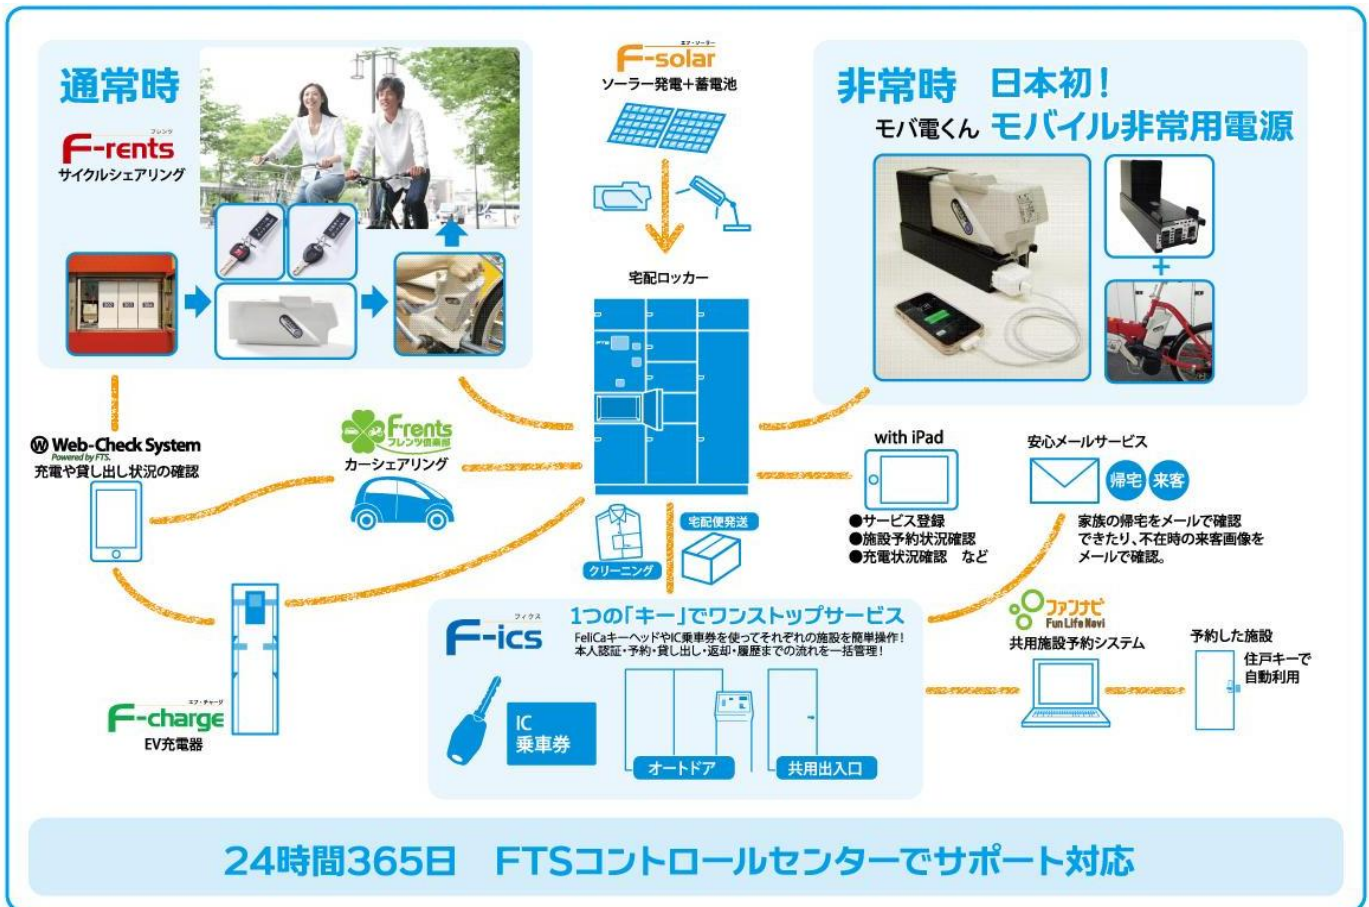 通常時
フレンツ
F-rents
サイクルシェアリング
エフ・ソーラー
F-solar
ソーラー発電+蓄電池
非常時 日本初!
モバ電くん モバイル非常用電源
宅配ロッカー
FTS
W Web-Check System
Powered by FTS.
充電や貸し出し状況の確認
F-rents
フレンツ倶楽部
カーシェアリング
with iPad
●サービス登録
●施設予約状況確認
●充電状況確認 など
安心メールサービス
帰宅 来客
家族の帰宅をメールで確認
できたり、不在時の来客画像を
メールで確認。
クリーニング
宅配便発送
エフ・チャージ
F-charge
EV充電器
フィクス
F-ics
1つの「キー」でワンストップサービス
FeliCaキーヘッドやIC乗車券を使ってそれぞれの施設を簡単操作!
本人認証・予約・貸し出し・返却・履歴までの流れを一括管理!
IC
乗車券
オートドア
共用出入口
ファンナビ
Fun Life Navi
共用施設予約システム
予約した施設
住戸キーで
自動利用
24時間365日 FTSコントロールセンターでサポート対応